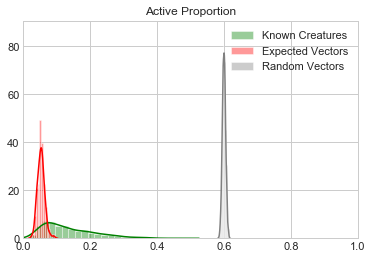 Active Proportion
Known Creatures
Expected Vectors
Random Vectors
80
60
40
20
0
0.0 0.2 0.4 0.6 0.8 1.0